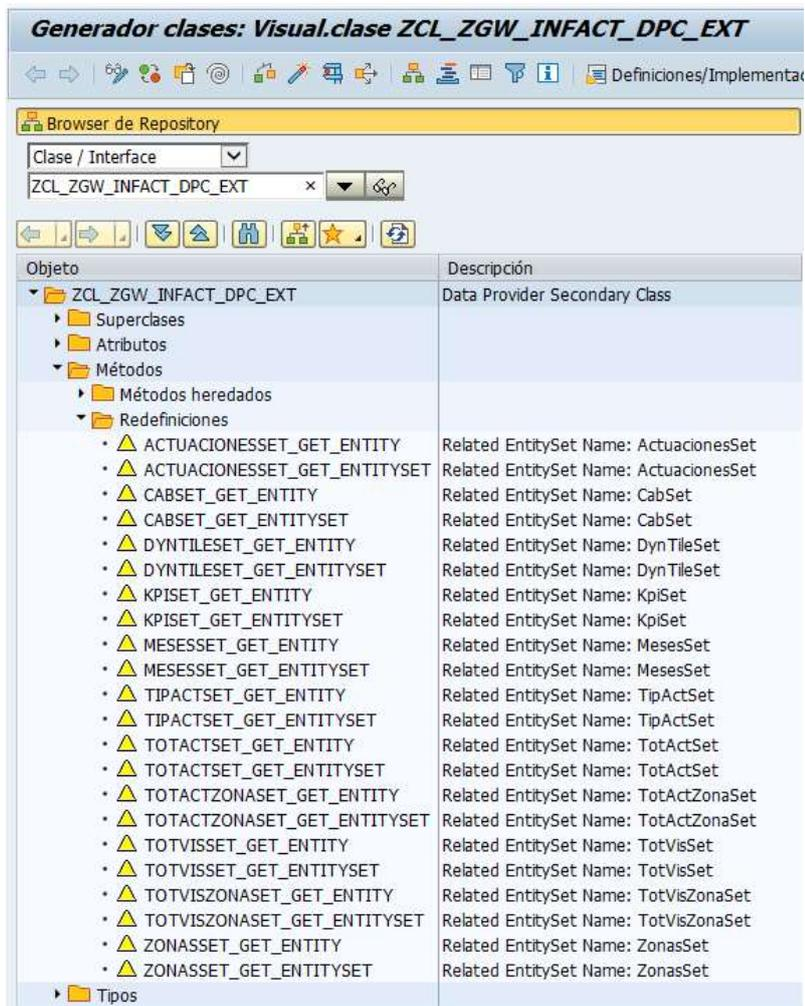 Generador clases: Visual.clase ZCL_ZGW_INFACT_DPC_EXT
Definiciones/Implementac
Browser de Repository
Clase / Interface
ZCL_ZGW_INFACT_DPC_EXT
Objeto Descripción
ZCL_ZGW_INFACT_DPC_EXT Data Provider Secondary Class
Superclases
Atributos
Métodos
Métodos heredados
Redefiniciones
ACTUACIONESSET_GET_ENTITY Related EntitySet Name: ActuacionesSet
ACTUACIONESSET_GET_ENTITYSET Related EntitySet Name: ActuacionesSet
CABSET_GET_ENTITY Related EntitySet Name: CabSet
CABSET_GET_ENTITYSET Related EntitySet Name: CabSet
DYNTILESET_GET_ENTITY Related EntitySet Name: DynTileSet
DYNTILESET_GET_ENTITYSET Related EntitySet Name: DynTileSet
KPISET_GET_ENTITY Related EntitySet Name: KpiSet
KPISET_GET_ENTITYSET Related EntitySet Name: KpiSet
MESESSET_GET_ENTITY Related EntitySet Name: MesesSet
MESESSET_GET_ENTITYSET Related EntitySet Name: MesesSet
TIPACTSET_GET_ENTITY Related EntitySet Name: TipActSet
TIPACTSET_GET_ENTITYSET Related EntitySet Name: TipActSet
TOTACTSET_GET_ENTITY Related EntitySet Name: TotActSet
TOTACTSET_GET_ENTITYSET Related EntitySet Name: TotActSet
TOTACTZONASET_GET_ENTITY Related EntitySet Name: TotActZonaSet
TOTACTZONASET_GET_ENTITYSET Related EntitySet Name: TotActZonaSet
TOTVISSET_GET_ENTITY Related EntitySet Name: TotVisSet
TOTVISSET_GET_ENTITYSET Related EntitySet Name: TotVisSet
TOTVISZONASET_GET_ENTITY Related EntitySet Name: TotVisZonaSet
TOTVISZONASET_GET_ENTITYSET Related EntitySet Name: TotVisZonaSet
ZONASSET_GET_ENTITY Related EntitySet Name: ZonasSet
ZONASSET_GET_ENTITYSET Related EntitySet Name: ZonasSet
Tipos